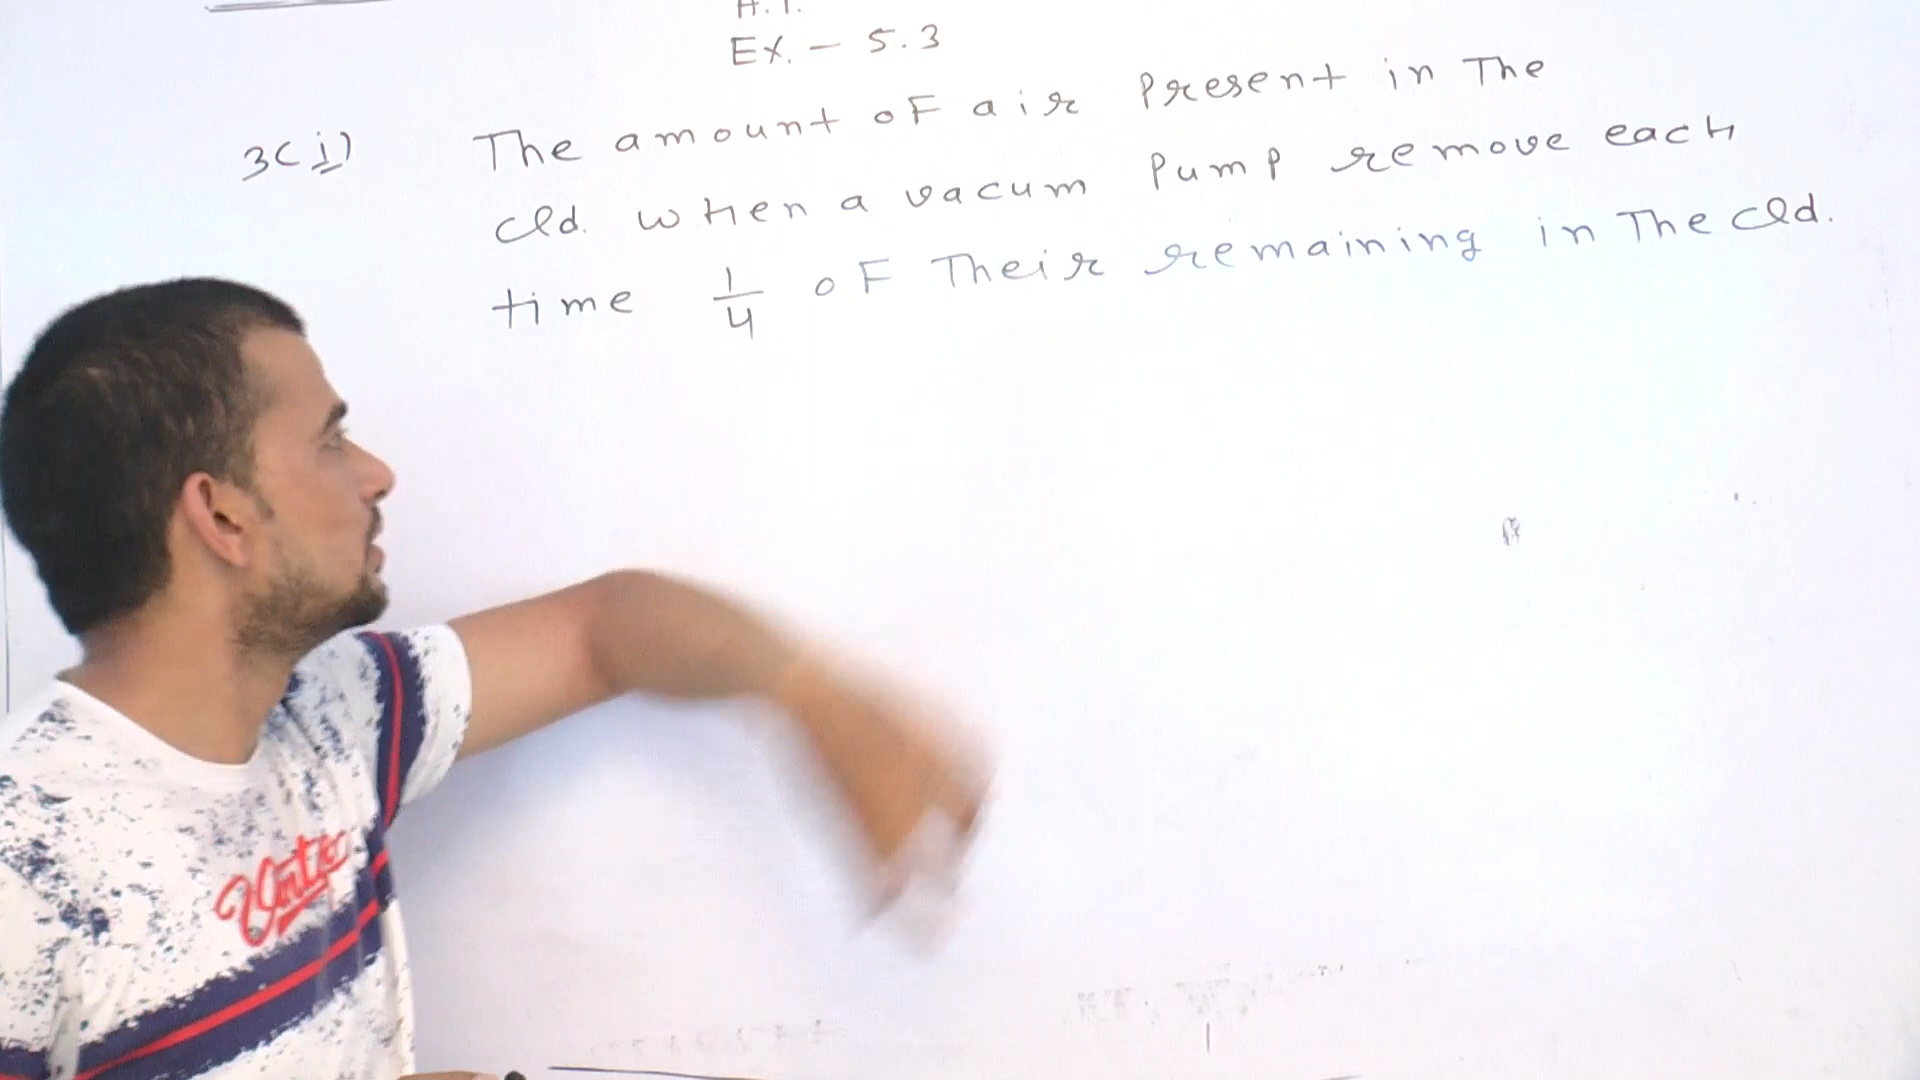 A.P.
Ex. - 5.3
3(i) The amount of air Present in The
Cld. when a vacum Pump remove each
time 1/4 of Their remaining in The Cld.